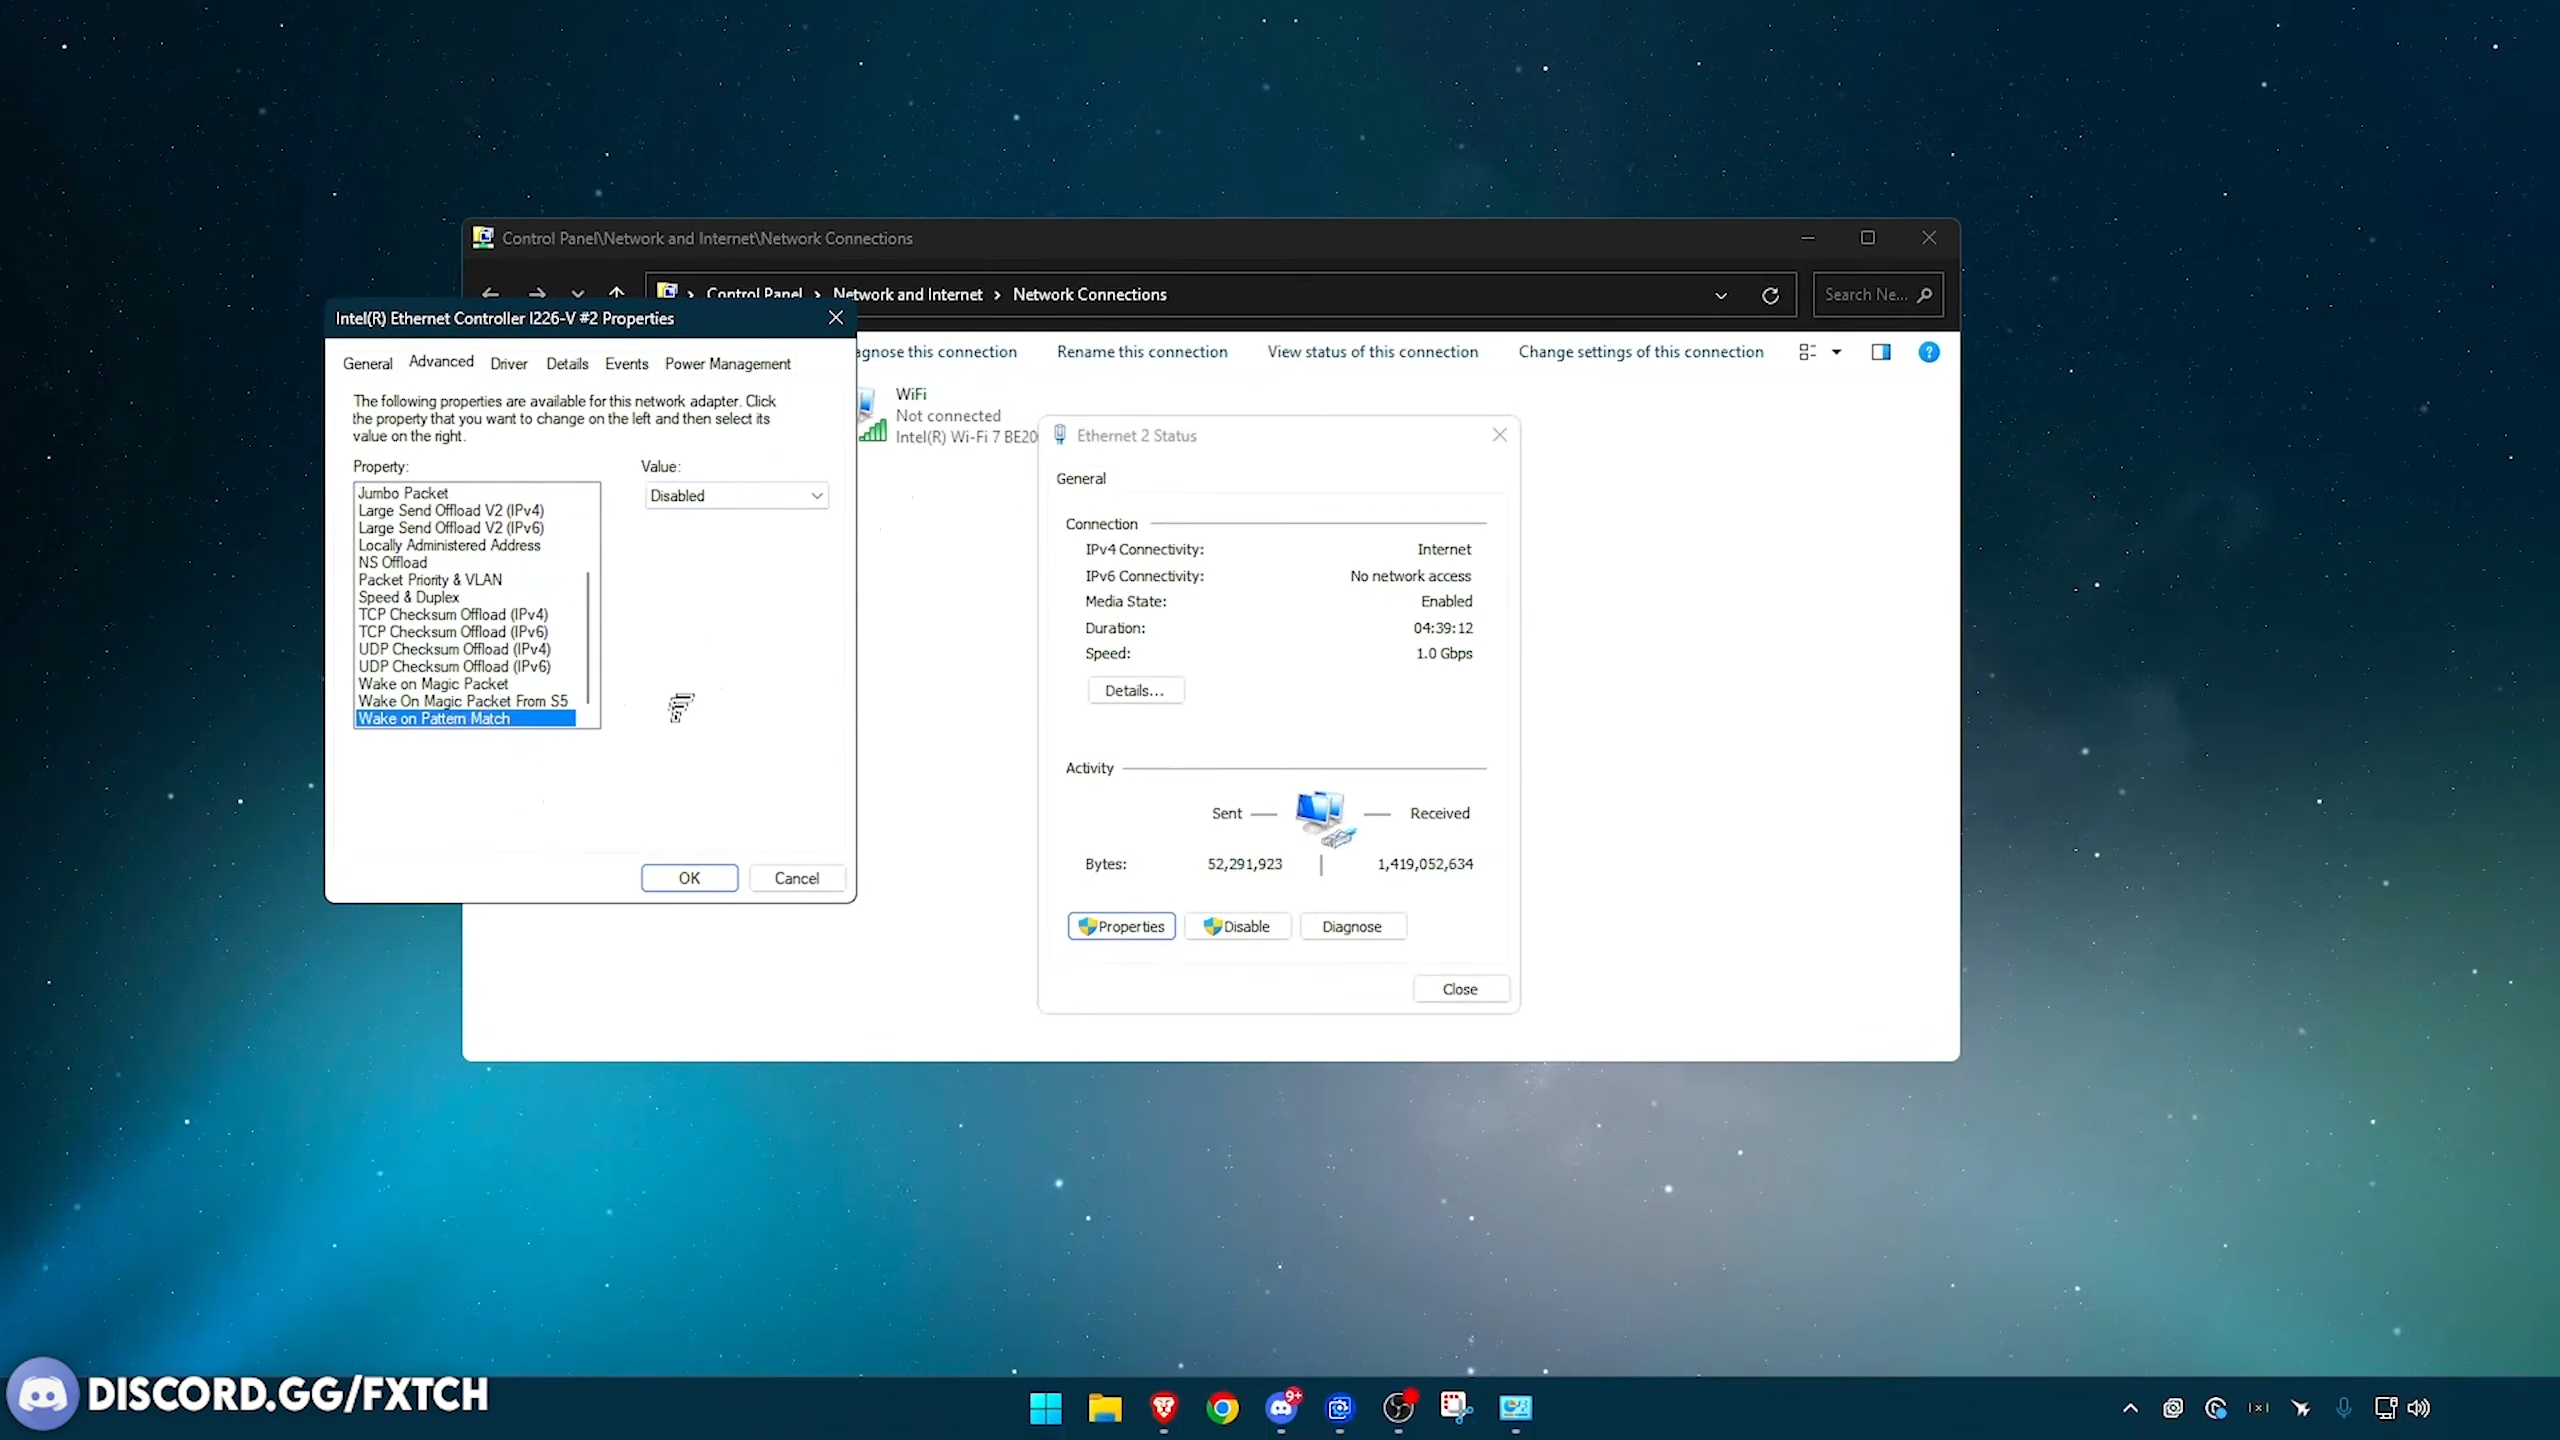 Control Panel\Network and Internet\Network Connections
Control Panel > Network and Internet > Network Connections
Search Ne...
Intel(R) Ethernet Controller I226-V #2 Properties
General Advanced Driver Details Events Power Management
The following properties are available for this network adapter. Click
the property that you want to change on the left and then select its
value on the right.
Property:
Value:
Jumbo Packet
Large Send Offload V2 (IPv4)
Large Send Offload V2 (IPv6)
Locally Administered Address
NS Offload
Packet Priority & VLAN
Speed & Duplex
TCP Checksum Offload (IPv4)
TCP Checksum Offload (IPv6)
UDP Checksum Offload (IPv4)
UDP Checksum Offload (IPv6)
Wake on Magic Packet
Wake On Magic Packet From S5
Wake on Pattern Match
Disabled
OK
Cancel
agnose this connection
Rename this connection
View status of this connection
Change settings of this connection
WiFi
Not connected
Intel(R) Wi-Fi 7 BE20
Ethernet 2 Status
General
Connection
IPv4 Connectivity: Internet
IPv6 Connectivity: No network access
Media State: Enabled
Duration: 04:39:12
Speed: 1.0 Gbps
Details...
Activity
Sent — — Received
Bytes: 52,291,923 | 1,419,052,634
Properties
Disable
Diagnose
Close
DISCORD.GG/FXTCH
9+